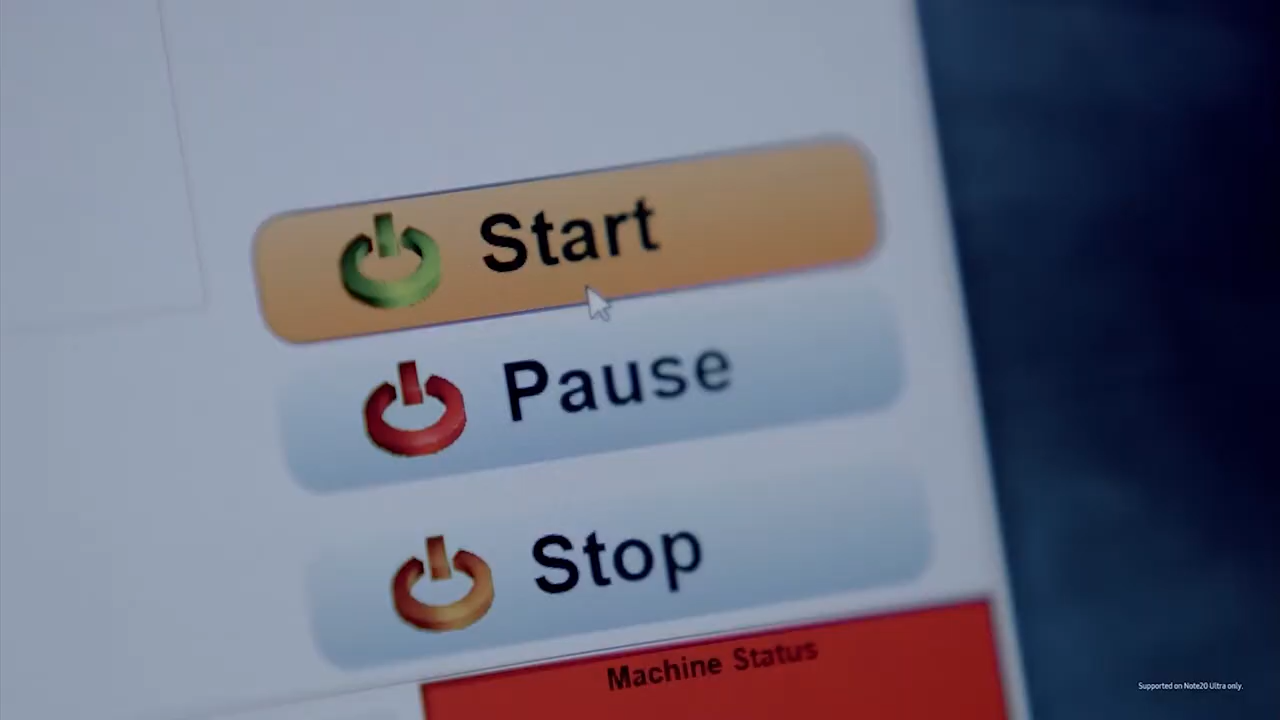 Start
Pause
Stop
Machine Status
Supported on Note20 Ultra only.